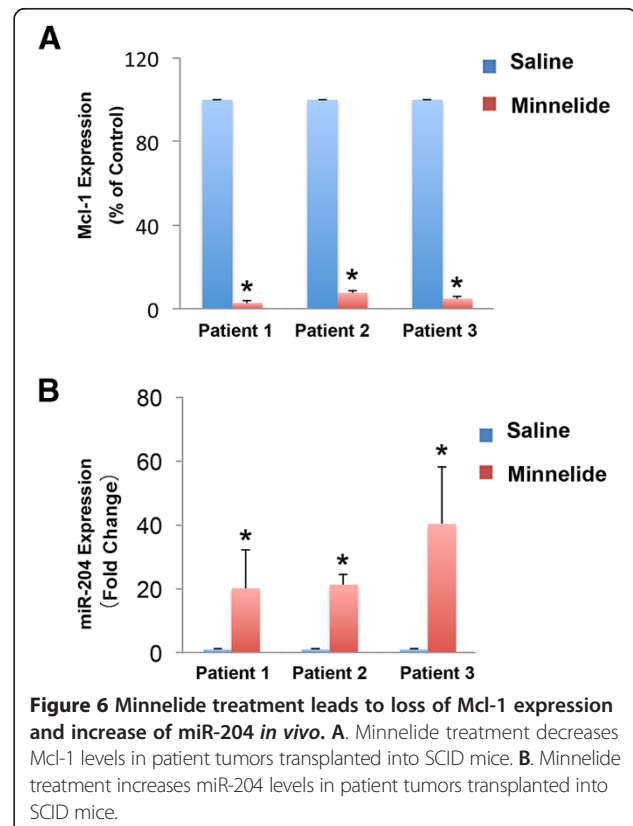 A
Saline
Minnelide
Mcl-1 Expression
(% of Control)
120
80
40
0
*
*
*
Patient 1
Patient 2
Patient 3
B
Saline
Minnelide
miR-204 Expression
(Fold Change)
80
60
40
20
0
*
*
*
Patient 1
Patient 2
Patient 3
Figure 6 Minnelide treatment leads to loss of Mcl-1 expression
and increase of miR-204 in vivo. A. Minnelide treatment decreases
Mcl-1 levels in patient tumors transplanted into SCID mice. B. Minnelide
treatment increases miR-204 levels in patient tumors transplanted into
SCID mice.